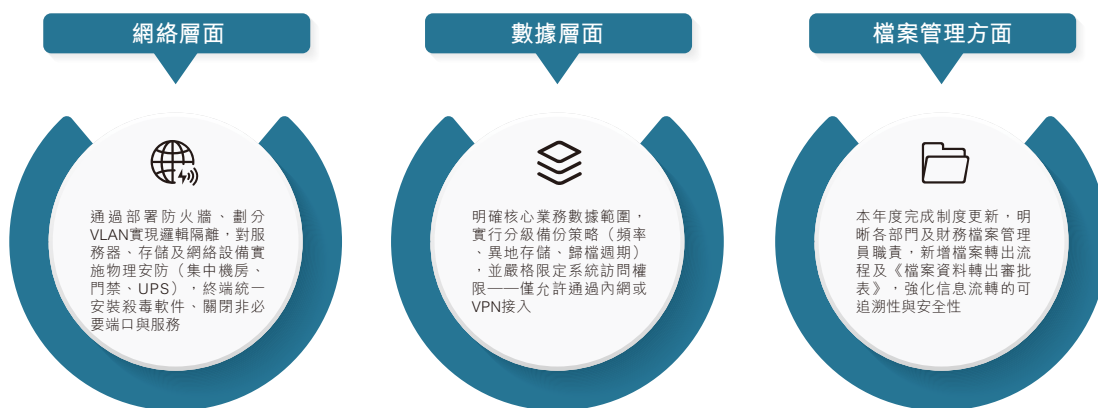 網絡層面
通過部署防火牆、劃分
VLAN實現邏輯隔離，對服
務器、存儲及網絡設備實
施物理安防（集中機房、
門禁、UPS），終端統一
安裝殺毒軟件、關閉非必
要端口與服務
數據層面
明確核心業務數據範圍，
實行分級備份策略（頻率
、異地存儲、歸檔週期）
，並嚴格限定系統訪問權
限——僅允許通過內網或
VPN接入
檔案管理方面
本年度完成制度更新，明
晰各部門及財務檔案管理
員職責，新增檔案轉出流
程及《檔案資料轉出審批
表》，強化信息流轉的可
追溯性與安全性